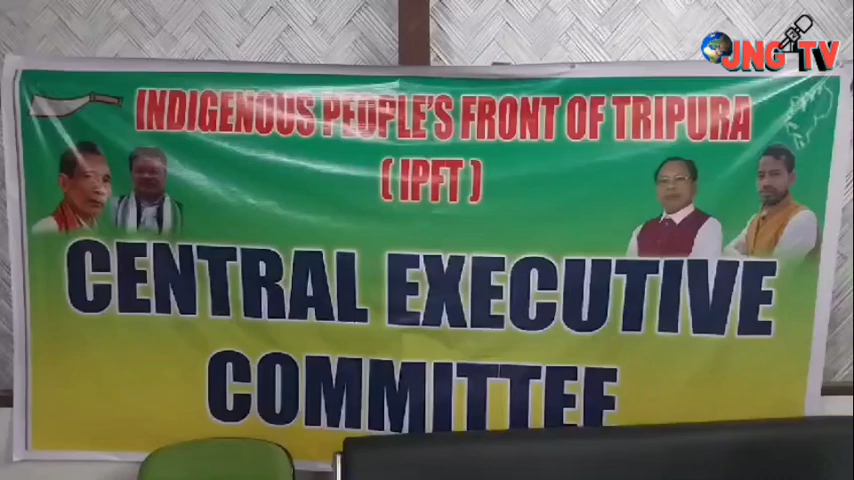 JNG TV
INDIGENOUS PEOPLE'S FRONT OF TRIPURA
( IPFT )
CENTRAL EXECUTIVE
COMMITTEE